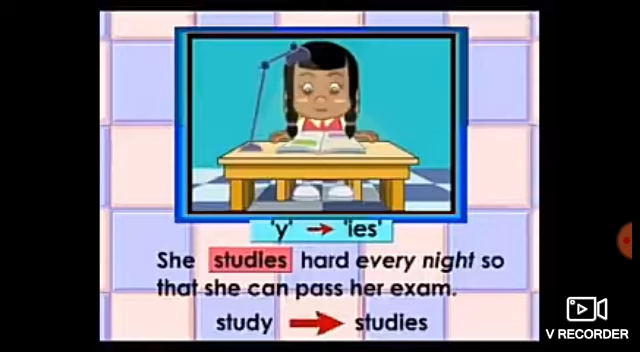 'y' → 'ies'
She studies hard every night so
that she can pass her exam.
study → studies
V RECORDER